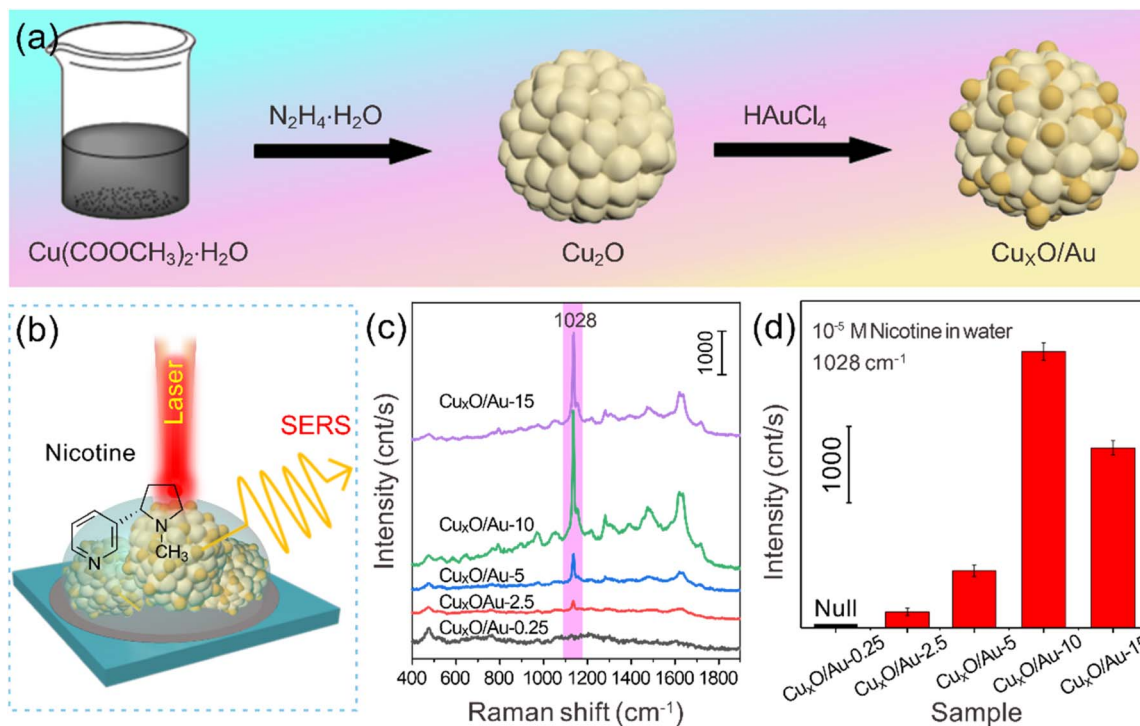 (a)
N₂H₄·H₂O
HAuCl₄
Cu(COOCH₃)₂·H₂O
Cu₂O
CuₓO/Au
(b)
Laser
SERS
Nicotine
N
CH₃
N
(c)
1028
1000
CuₓO/Au-15
CuₓO/Au-10
CuₓO/Au-5
CuₓOAu-2.5
CuₓO/Au-0.25
Intensity (cnt/s)
400 600 800 1000 1200 1400 1600 1800
Raman shift (cm⁻¹)
(d)
10⁻⁵ M Nicotine in water
1028 cm⁻¹
1000
Null
Intensity (cnt/s)
CuₓO/Au-0.25
CuₓO/Au-2.5
CuₓO/Au-5
CuₓO/Au-10
CuₓO/Au-15
Sample